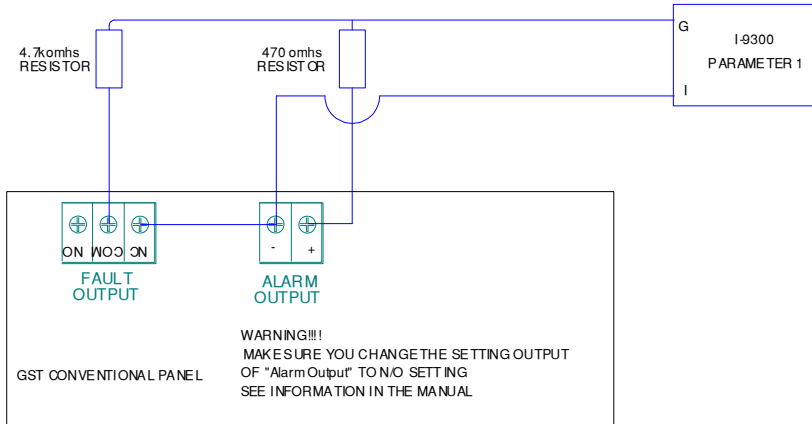 4.7komhs
RESISTOR
470 omhs
RESISTOR
G
I-9300
PARAMETER 1
I
NO COM NC
- +
FAULT
OUTPUT
ALARM
OUTPUT
WARNING!!!!
MAKE SURE YOU CHANGE THE SETTING OUTPUT
GST CONVENTIONAL PANEL
OF "Alarm Output" TO N/O SETTING
SEE INFORMATION IN THE MANUAL